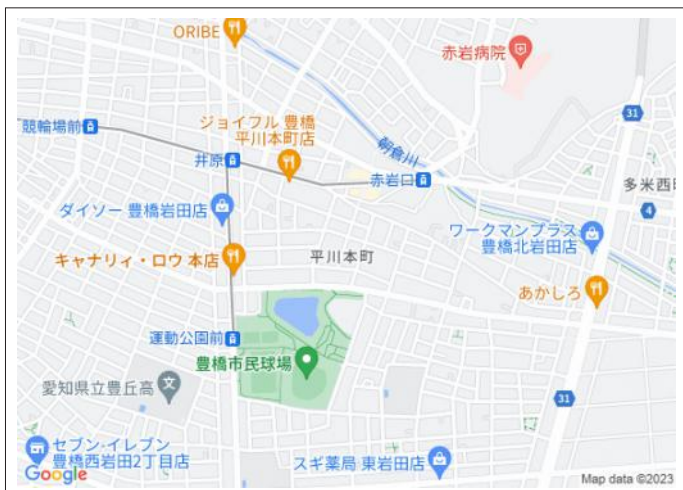 ORIBE
赤岩病院
31
競輪場前
ジョイフル 豊橋
平川本町店
朝倉川
井原
赤岩口
多米西町
4
ダイソー 豊橋岩田店
ワークマンプラス
豊橋北岩田店
キャナリィ・ロウ 本店
平川本町
あかしろ
運動公園前
豊橋市民球場
愛知県立豊丘高
31
セブン-イレブン
豊橋西岩田2丁目店
スギ薬局 東岩田店
Google
Map data ©2023